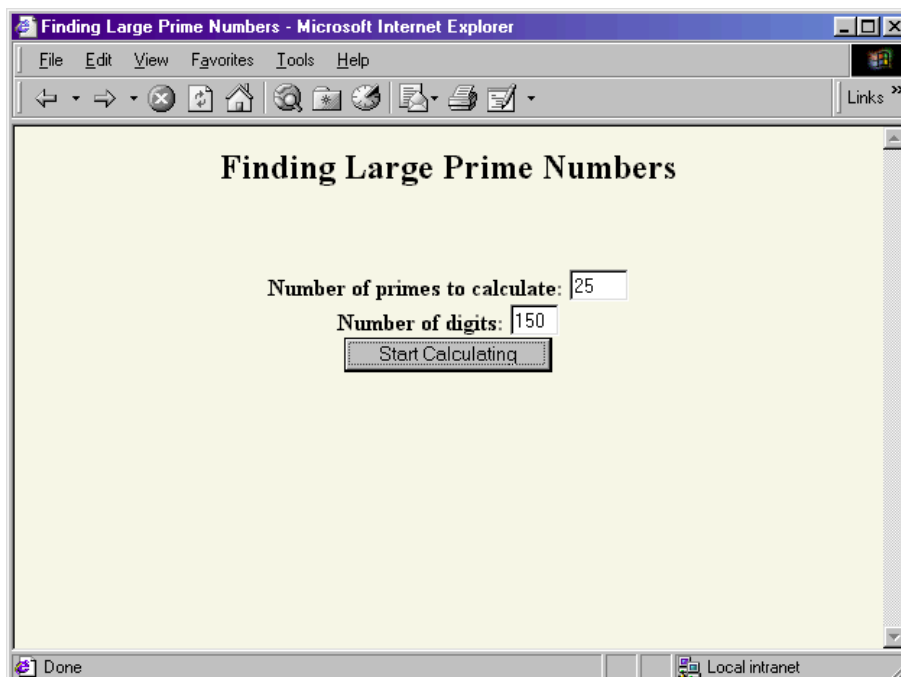 Finding Large Prime Numbers - Microsoft Internet Explorer
File Edit View Favorites Tools Help
Links »
Finding Large Prime Numbers
Number of primes to calculate: 25
Number of digits: 150
Start Calculating
Done Local intranet